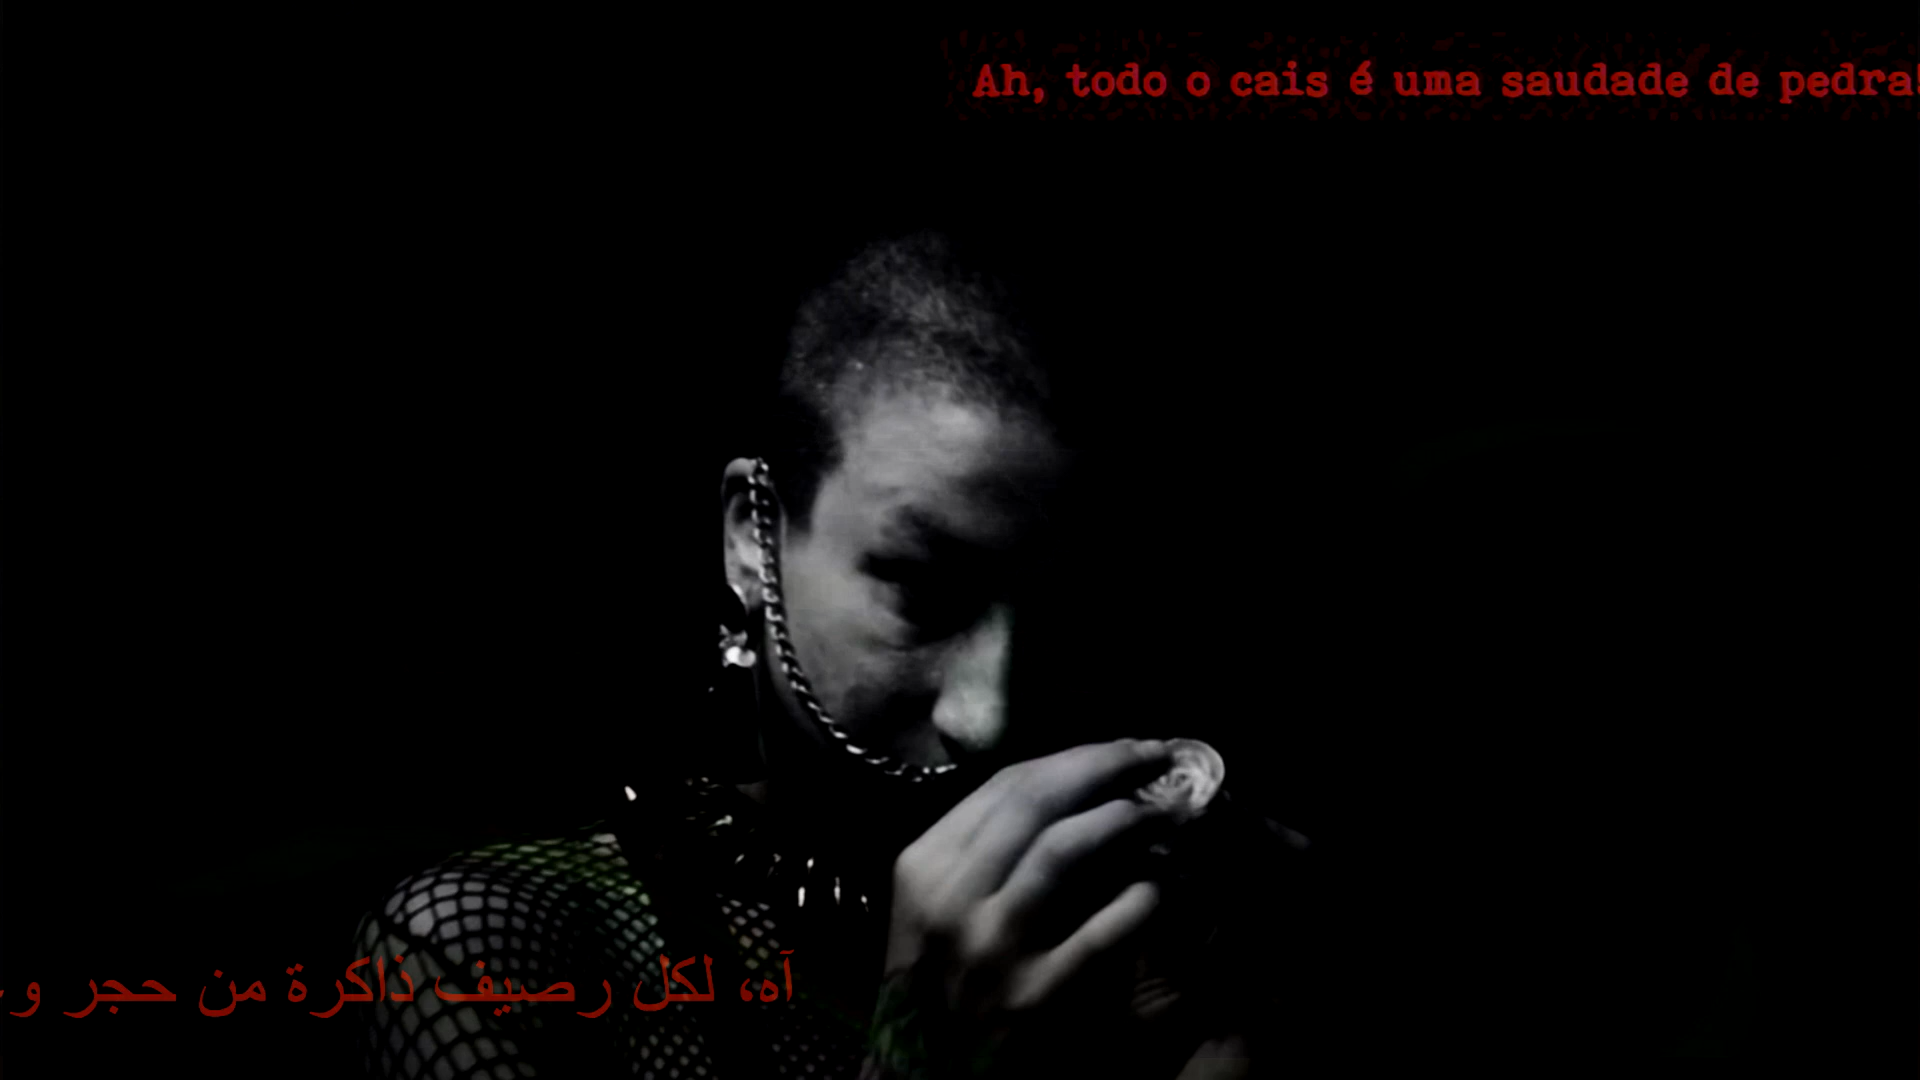 Ah, todo o cais é uma saudade de pedra!
آه، لكل رصيف ذاكرة من حجر و